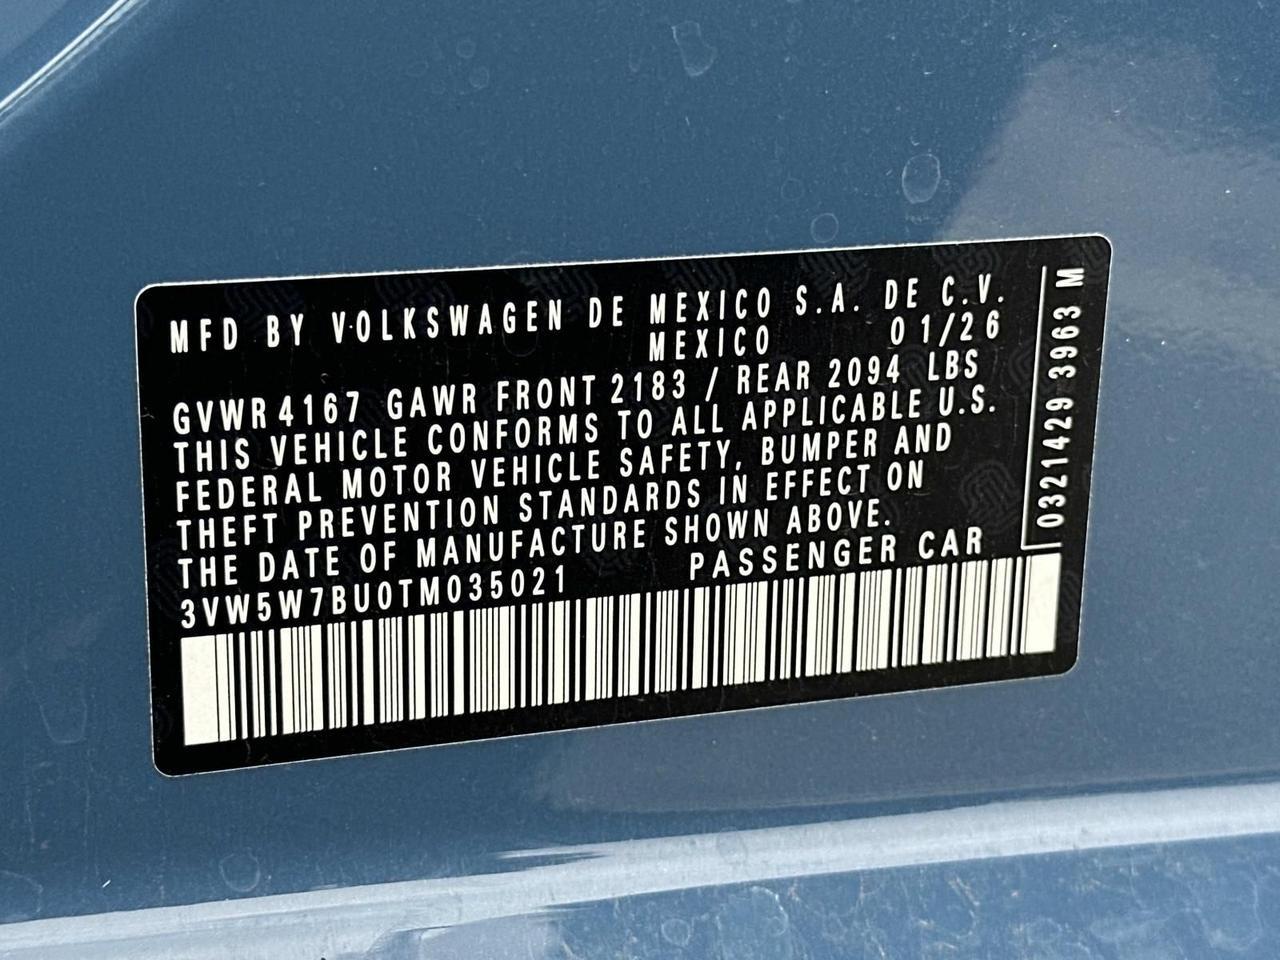 MFD BY VOLKSWAGEN DE MEXICO S.A. DE C.V.
MEXICO 01/26
GVWR 4167 GAWR FRONT 2183 / REAR 2094 LBS
THIS VEHICLE CONFORMS TO ALL APPLICABLE U.S.
FEDERAL MOTOR VEHICLE SAFETY, BUMPER AND
THEFT PREVENTION STANDARDS IN EFFECT ON
THE DATE OF MANUFACTURE SHOWN ABOVE.
3VW5W7BU0TM035021 PASSENGER CAR
0321429 3963 M